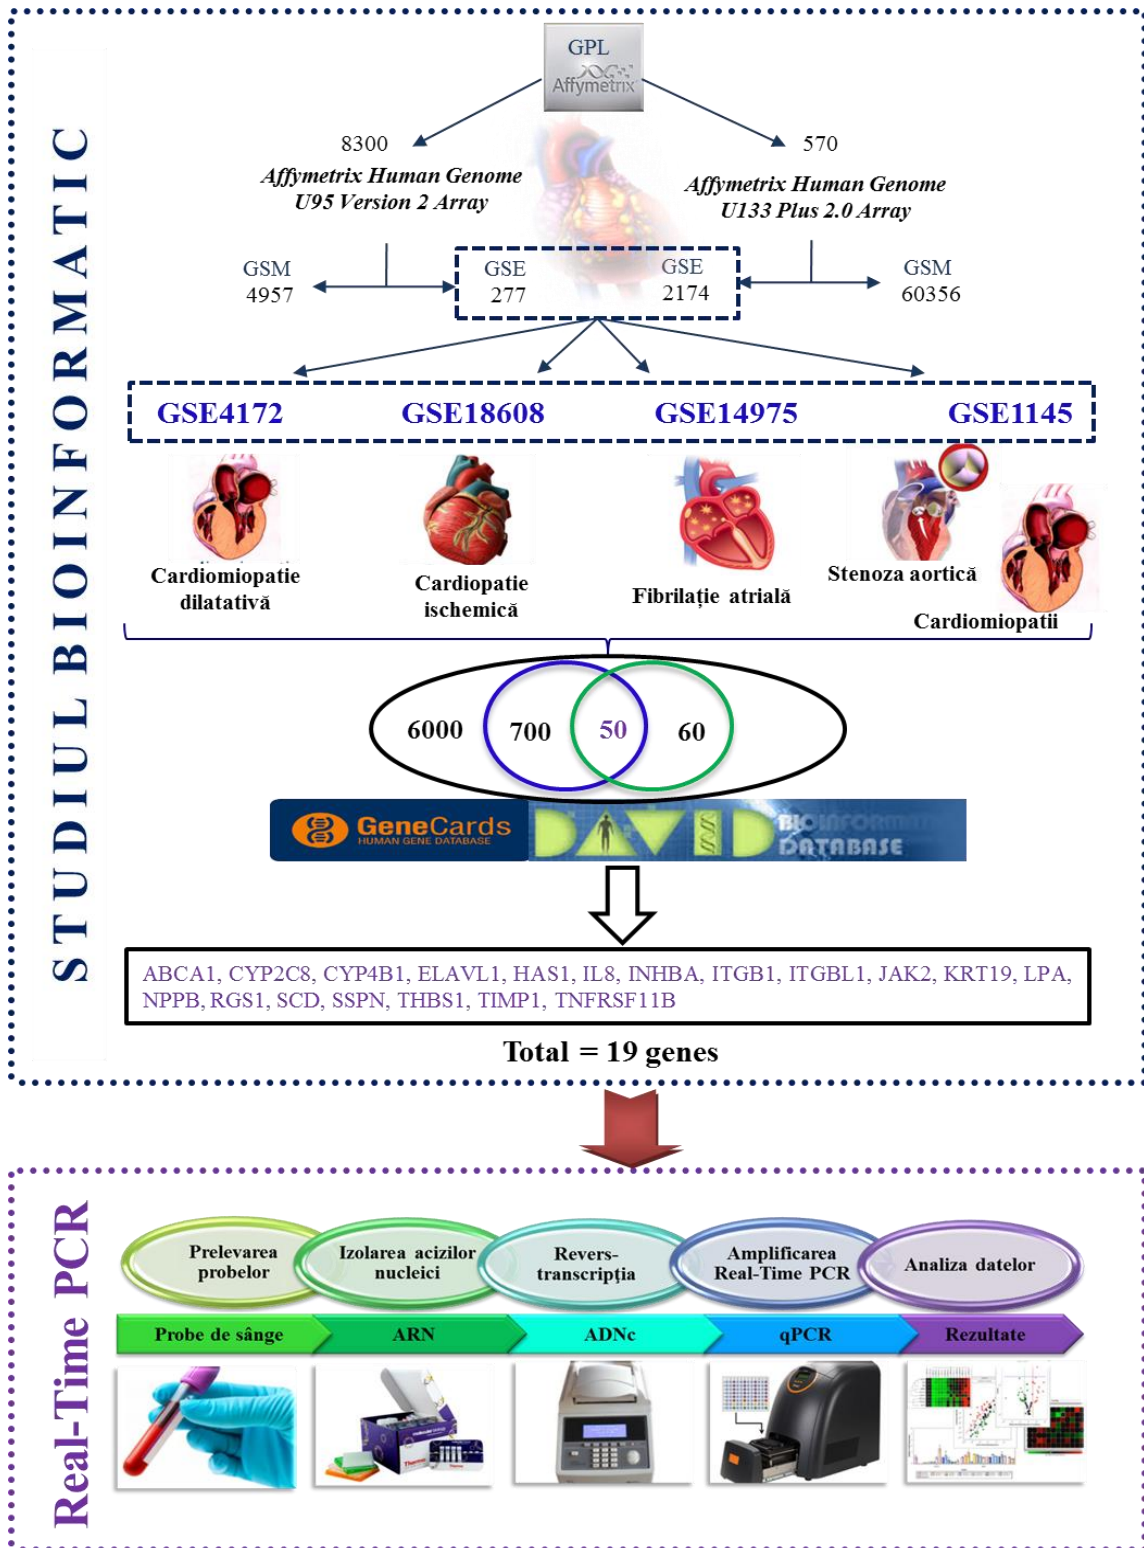 STUDIUL BIOINFORMATIC
GPL
Affymetrix
8300
Affymetrix Human Genome
U95 Version 2 Array
570
Affymetrix Human Genome
U133 Plus 2.0 Array
GSM
4957
GSE
277
GSE
2174
GSM
60356
GSE4172
GSE18608
GSE14975
GSE1145
Cardiomiopatie
dilatativă
Cardiopatie
ischemică
Fibrilație atrială
Stenoza aortică
Cardiomiopatii
6000
700
50
60
GeneCards
HUMAN GENE DATABASE
DAVID
DATABASE
ABCA1, CYP2C8, CYP4B1, ELAVL1, HAS1, IL8, INHBA, ITGB1, ITGBL1, JAK2, KRT19, LPA,
NPPB, RGS1, SCD, SSPN, THBS1, TIMP1, TNFRSF11B
Total = 19 genes
Real-Time PCR
Prelevarea
probelor
Izolarea acizilor
nucleici
Revers-
transcripția
Amplificarea
Real-Time PCR
Analiza datelor
Probe de sânge
ARN
ADNc
qPCR
Rezultate